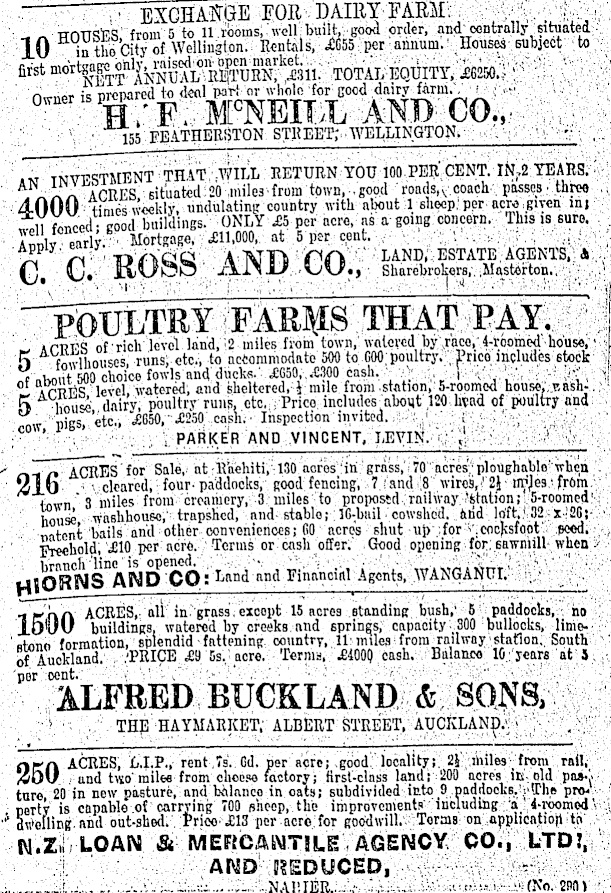 EXCHANGE FOR DAIRY FARM.
10 HOUSES, from 5 to 11 rooms, well built, good order, and centrally situated
in the City of Wellington. Rentals, £655 per annum. Houses subject to
first mortgage only, raised on open market.
NETT ANNUAL RETURN, £311. TOTAL EQUITY, £6250.
Owner is prepared to deal part or whole for good dairy farm.
H. F. McNEILL AND CO.,
155 FEATHERSTON STREET, WELLINGTON.
AN INVESTMENT THAT WILL RETURN YOU 100 PER CENT. IN 2 YEARS.
4000 ACRES, situated 20 miles from town, good roads, coach passes three
times weekly, undulating country with about 1 sheep per acre given in;
well fenced; good buildings. ONLY £5 per acre, as a going concern. This is sure.
Apply early. Mortgage, £11,000, at 5 per cent.
C. C. ROSS AND CO., LAND, ESTATE AGENTS, &
Sharebrokers, Masterton.
POULTRY FARMS THAT PAY.
5 ACRES of rich level land, 2 miles from town, watered by race, 4-roomed house,
fowlhouses, runs, etc., to accommodate 500 to 600 poultry. Price includes stock
of about 500 choice fowls and ducks. £650, £300 cash.
5 ACRES, level, watered, and sheltered, ½ mile from station, 5-roomed house, wash-
house, dairy, poultry runs, etc. Price includes about 120 head of poultry and
cow, pigs, etc., £650, £250 cash. Inspection invited.
PARKER AND VINCENT, LEVIN.
216 ACRES for Sale, at Raehiti, 130 acres in grass, 70 acres ploughable when
cleared, four paddocks, good fencing, 7 and 8 wires, 2½ miles from
town, 3 miles from creamery, 3 miles to proposed railway station; 5-roomed
house, washhouse, trapshed, and stable; 16-bail cowshed, and loft, 32 x 26;
patent bails and other conveniences; 60 acres shut up for cocksfoot seed.
Freehold, £10 per acre. Terms or cash offer. Good opening for sawmill when
branch line is opened.
HIORNS AND CO: Land and Financial Agents, WANGANUI.
1500 ACRES, all in grass except 15 acres standing bush, 5 paddocks, no
buildings, watered by creeks and springs, capacity 300 bullocks, lime-
stone formation, splendid fattening country, 11 miles from railway station, South
of Auckland. PRICE £9 5s. acre. Terms, £4000 cash. Balance 10 years at 5
per cent.
ALFRED BUCKLAND & SONS,
THE HAYMARKET, ALBERT STREET, AUCKLAND.
250 ACRES, L.I.P., rent 7s. 6d. per acre; good locality; 2½ miles from rail,
and two miles from cheese factory; first-class land; 200 acres in old pas-
ture, 20 in new pasture, and balance in oats; subdivided into 9 paddocks. The pro-
perty is capable of carrying 700 sheep, the improvements including a 4-roomed
dwelling and out-shed. Price £13 per acre for goodwill. Terms on application to
N.Z. LOAN & MERCANTILE AGENCY CO., LTD.,
AND REDUCED,
NAPIER. (No. 290)